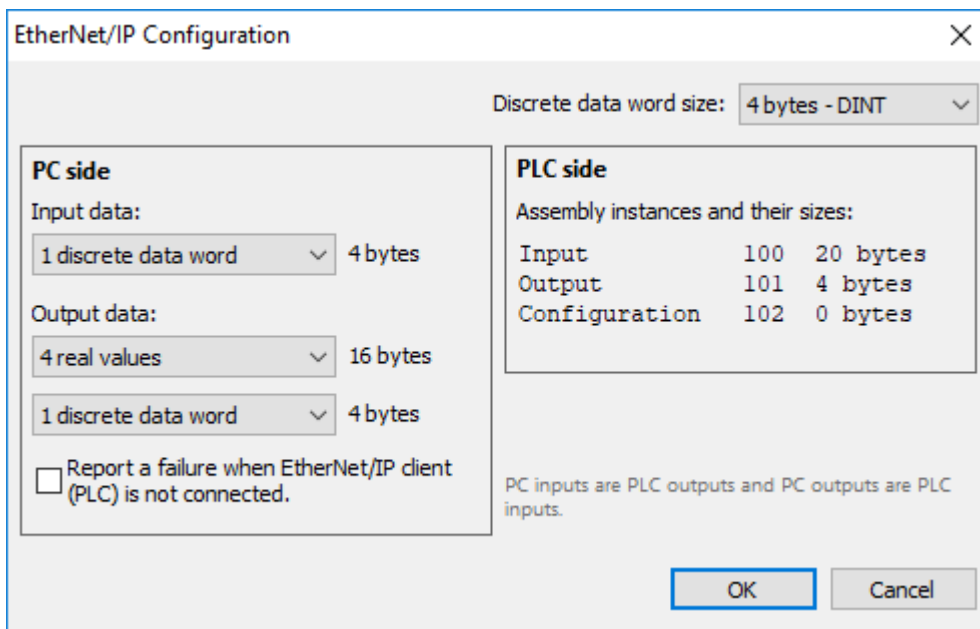 EtherNet/IP Configuration
Discrete data word size: 4 bytes - DINT
PC side
Input data:
1 discrete data word 4 bytes
Output data:
4 real values 16 bytes
1 discrete data word 4 bytes
Report a failure when EtherNet/IP client
(PLC) is not connected.
PLC side
Assembly instances and their sizes:
Input 100 20 bytes
Output 101 4 bytes
Configuration 102 0 bytes
PC inputs are PLC outputs and PC outputs are PLC
inputs.
OK Cancel